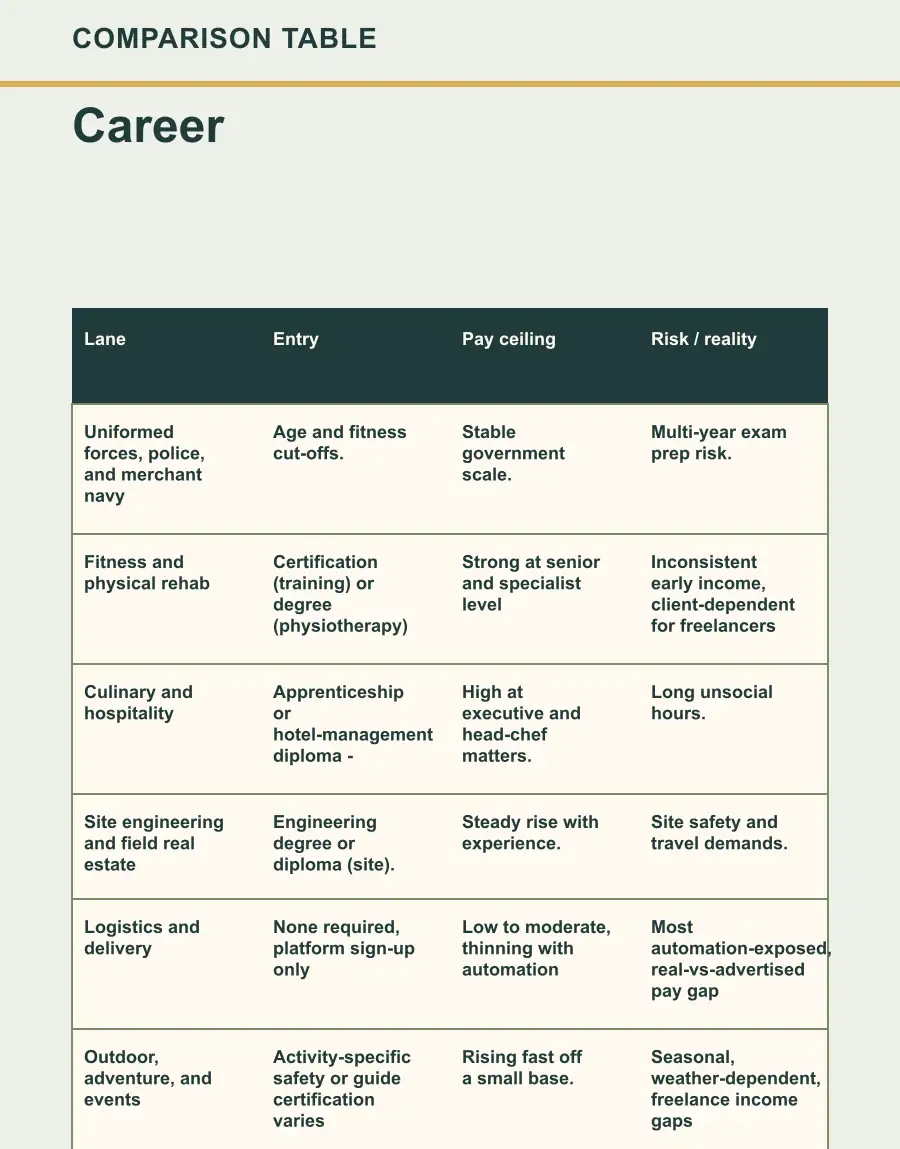 COMPARISON TABLE
Career
Lane
Entry
Pay ceiling
Risk / reality
Uniformed
forces, police,
and merchant
navy
Age and fitness
cut-offs.
Stable
government
scale.
Multi-year exam
prep risk.
Fitness and
physical rehab
Certification
(training) or
degree
(physiotherapy)
Strong at senior
and specialist
level
Inconsistent
early income,
client-dependent
for freelancers
Culinary and
hospitality
Apprenticeship
or
hotel-management
diploma -
High at
executive and
head-chef
matters.
Long unsocial
hours.
Site engineering
and field real
estate
Engineering
degree or
diploma (site).
Steady rise with
experience.
Site safety and
travel demands.
Logistics and
delivery
None required,
platform sign-up
only
Low to moderate,
thinning with
automation
Most
automation-exposed,
real-vs-advertised
pay gap
Outdoor,
adventure, and
events
Activity-specific
safety or guide
certification
varies
Rising fast off
a small base.
Seasonal,
weather-dependent,
freelance income
gaps